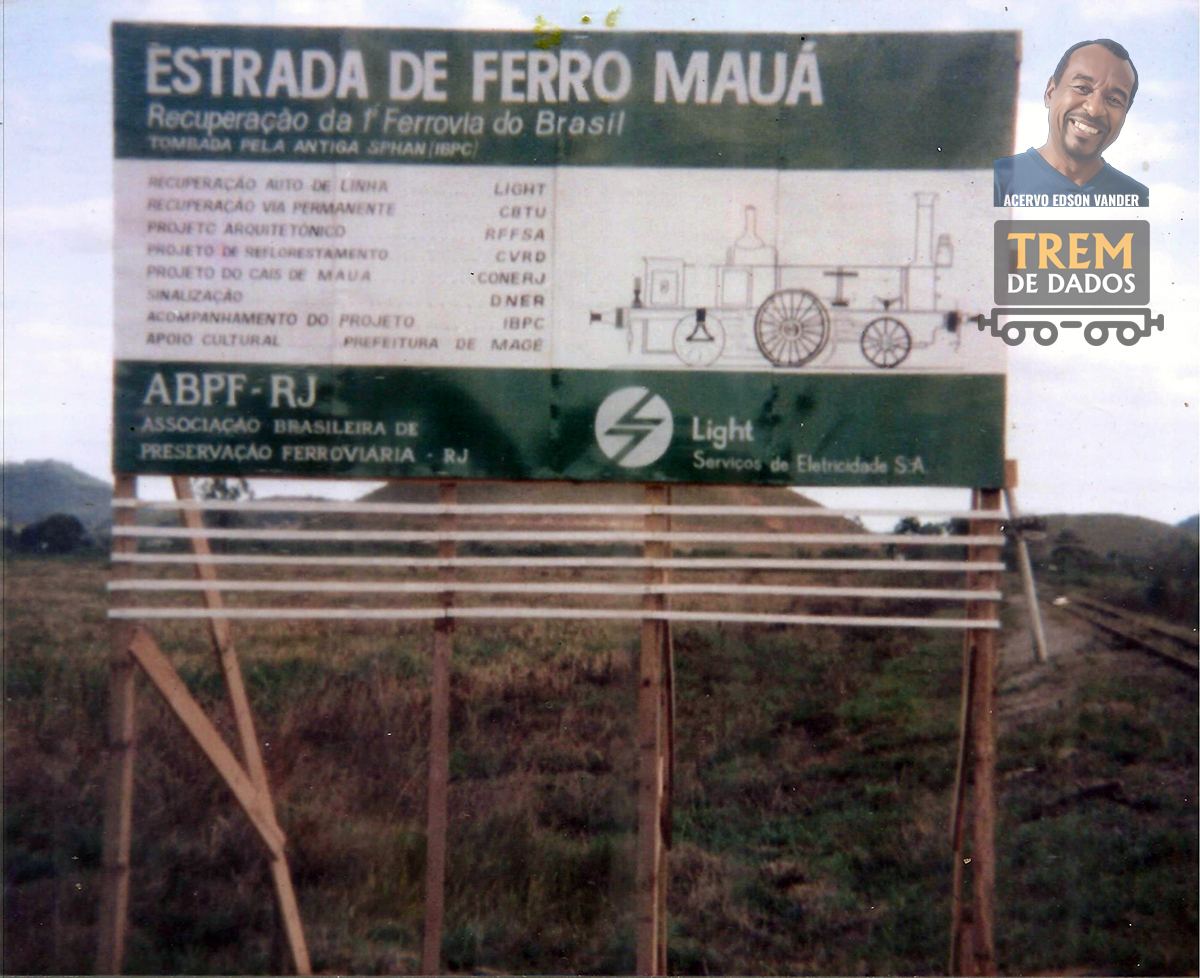 ESTRADA DE FERRO MAUÁ
Recuperação da 1ª Ferrovia do Brasil
TOMBADA PELA ANTIGA SPHAN (IBPC)
RECUPERAÇÃO AUTO DE LINHA LIGHT
RECUPERAÇÃO VIA PERMANENTE CBTU
PROJETO ARQUITETÔNICO RFFSA
PROJETO DE REFLORESTAMENTO CVRD
PROJETO DO CAIS DE MAUA CONERJ
SINALIZAÇÃO DNER
ACOMPANHAMENTO DO PROJETO IBPC
APOIO CULTURAL PREFEITURA DE MAGÉ
ABPF-RJ
ASSOCIAÇÃO BRASILEIRA DE
PRESERVAÇÃO FERROVIÁRIA - RJ
Light
Serviços de Eletricidade S.A.
ACERVO EDSON VANDER
TREM
DE DADOS